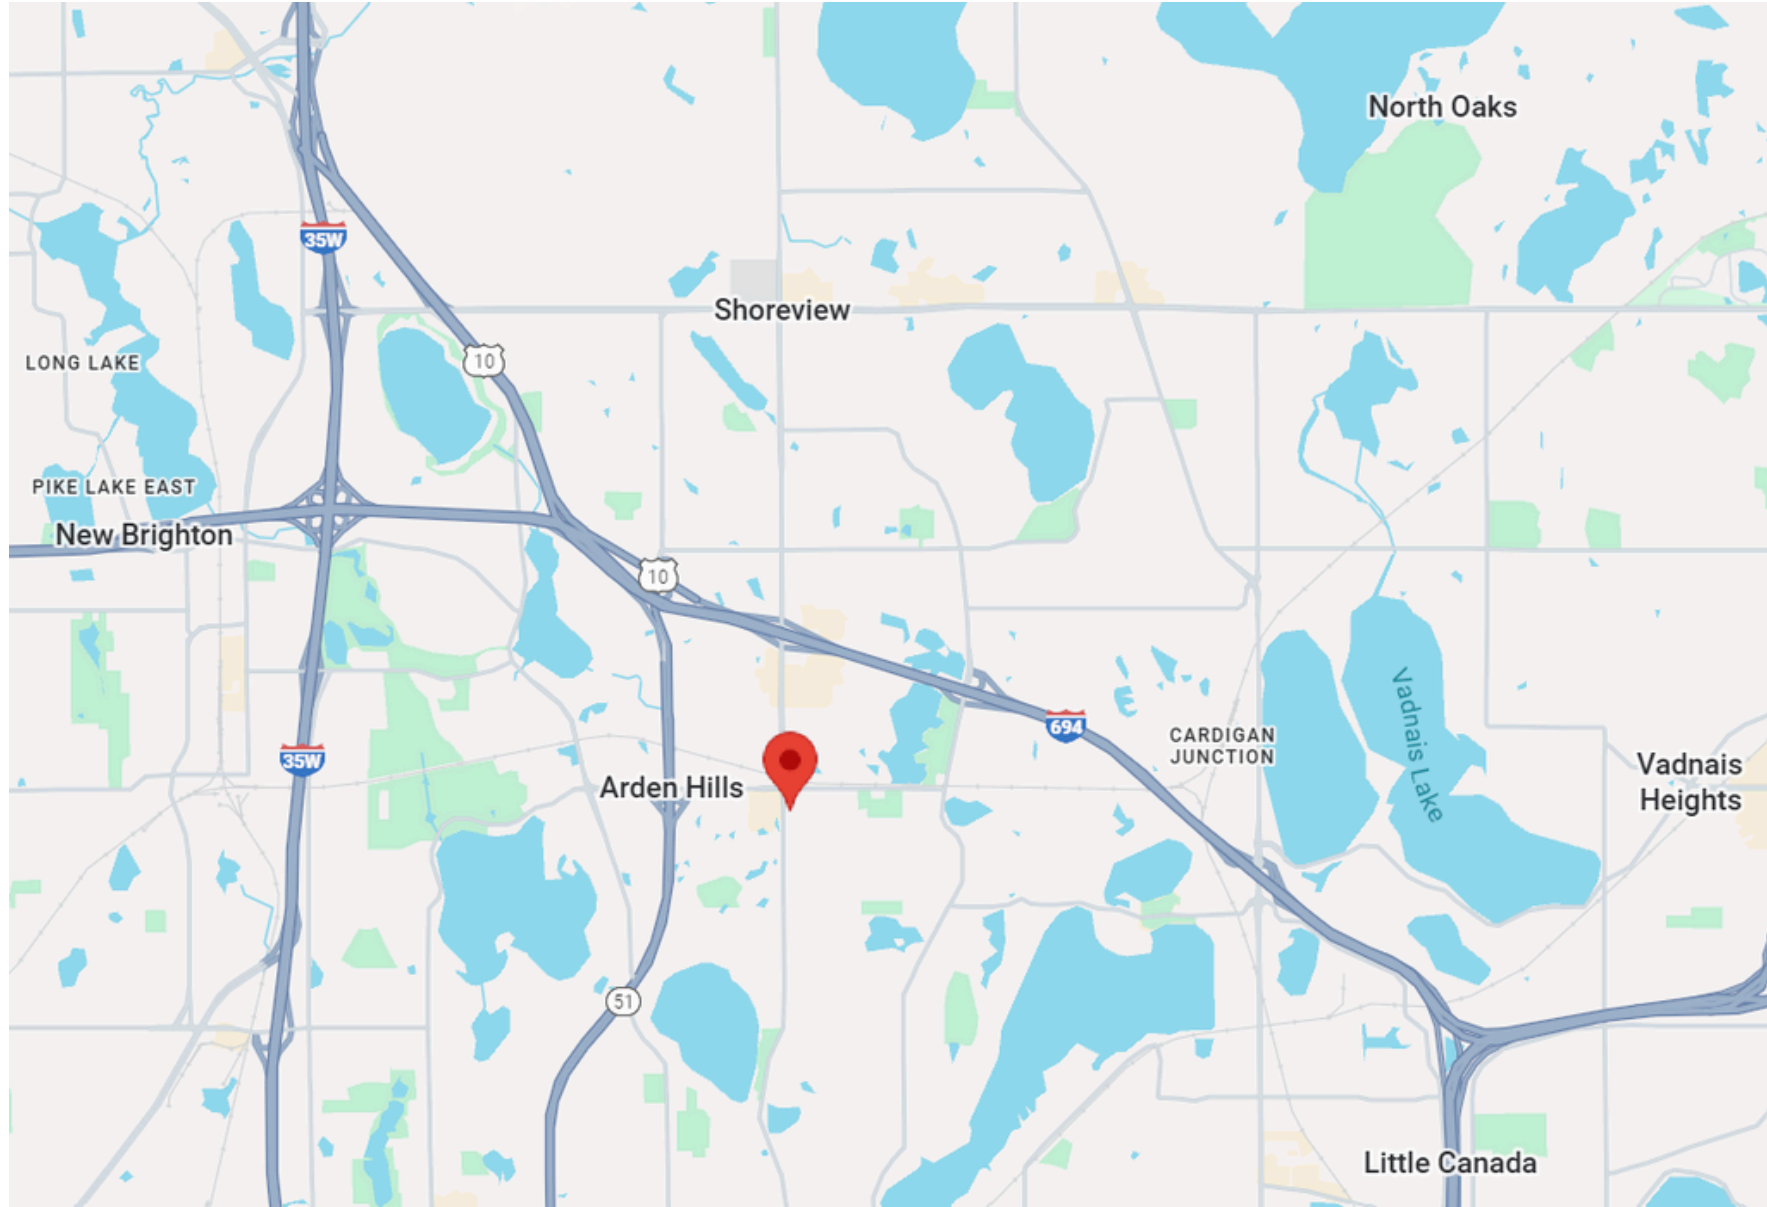 North Oaks
35W
Shoreview
10
LONG LAKE
PIKE LAKE EAST
New Brighton
10
Vadnais Lake
694
CARDIGAN
JUNCTION
35W
Arden Hills
Vadnais
Heights
51
Little Canada